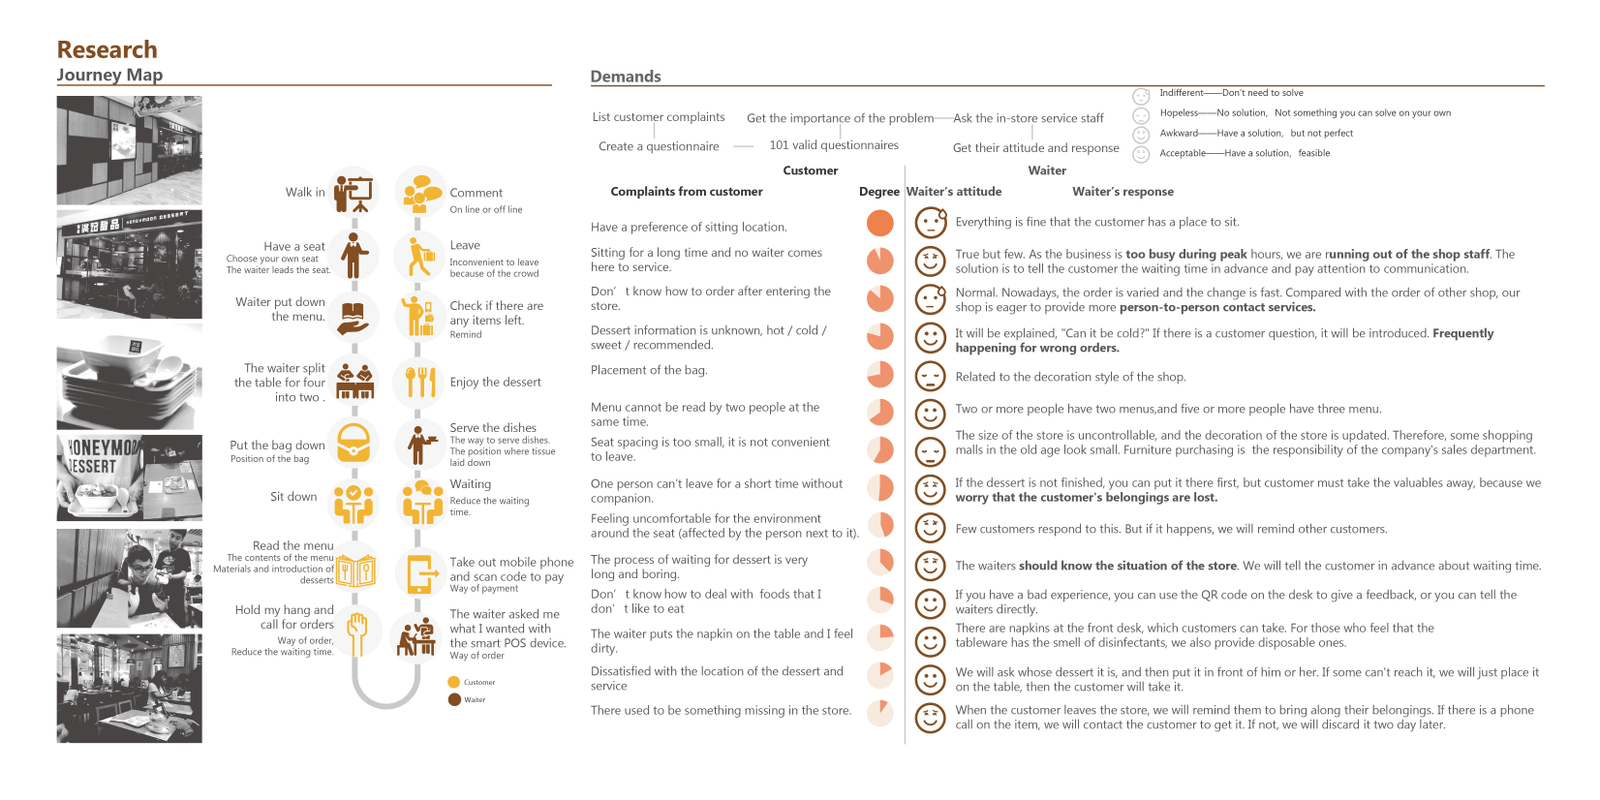 Research
Journey Map
HONEYMOON DESSERT
DESSERT
Walk in
Have a seat
Choose your own seat
The waiter leads the seat.
Waiter put down
the menu.
The waiter split
the table for four
into two .
Put the bag down
Position of the bag
Sit down
Read the menu
The contents of the menu
Materials and introduction of
desserts
Hold my hang and
call for orders
Way of order,
Reduce the waiting time.
Comment
On line or off line
Leave
Inconvenient to leave
because of the crowd
Check if there are
any items left.
Remind
Enjoy the dessert
Serve the dishes
The way to serve dishes.
The position where tissue
laid down
Waiting
Reduce the waiting
time.
Take out mobile phone
and scan code to pay
Way of payment
The waiter asked me
what I wanted with
the smart POS device.
Way of order
Customer
Waiter
Demands
List customer complaints
Get the importance of the problem
Ask the in-store service staff
Create a questionnaire
101 valid questionnaires
Get their attitude and response
Indifferent——Don't need to solve
Hopeless——No solution, Not something you can solve on your own
Awkward——Have a solution, but not perfect
Acceptable——Have a solution, feasible
Customer
Waiter
Complaints from customer
Degree
Waiter's attitude
Waiter's response
Have a preference of sitting location.
Everything is fine that the customer has a place to sit.
Sitting for a long time and no waiter comes
here to service.
True but few. As the business is too busy during peak hours, we are running out of the shop staff. The
solution is to tell the customer the waiting time in advance and pay attention to communication.
Don' t know how to order after entering the
store.
Normal. Nowadays, the order is varied and the change is fast. Compared with the order of other shop, our
shop is eager to provide more person-to-person contact services.
Dessert information is unknown, hot / cold /
sweet / recommended.
It will be explained, "Can it be cold?" If there is a customer question, it will be introduced. Frequently
happening for wrong orders.
Placement of the bag.
Related to the decoration style of the shop.
Menu cannot be read by two people at the
same time.
Two or more people have two menus,and five or more people have three menu.
Seat spacing is too small, it is not convenient
to leave.
The size of the store is uncontrollable, and the decoration of the store is updated. Therefore, some shopping
malls in the old age look small. Furniture purchasing is the responsibility of the company's sales department.
One person can't leave for a short time without
companion.
If the dessert is not finished, you can put it there first, but customer must take the valuables away, because we
worry that the customer's belongings are lost.
Feeling uncomfortable for the environment
around the seat (affected by the person next to it).
Few customers respond to this. But if it happens, we will remind other customers.
The process of waiting for dessert is very
long and boring.
The waiters should know the situation of the store. We will tell the customer in advance about waiting time.
Don' t know how to deal with foods that I
don' t like to eat
If you have a bad experience, you can use the QR code on the desk to give a feedback, or you can tell the
waiters directly.
The waiter puts the napkin on the table and I feel
dirty.
There are napkins at the front desk, which customers can take. For those who feel that the
tableware has the smell of disinfectants, we also provide disposable ones.
Dissatisfied with the location of the dessert and
service
We will ask whose dessert it is, and then put it in front of him or her. If some can't reach it, we will just place it
on the table, then the customer will take it.
There used to be something missing in the store.
When the customer leaves the store, we will remind them to bring along their belongings. If there is a phone
call on the item, we will contact the customer to get it. If not, we will discard it two day later.